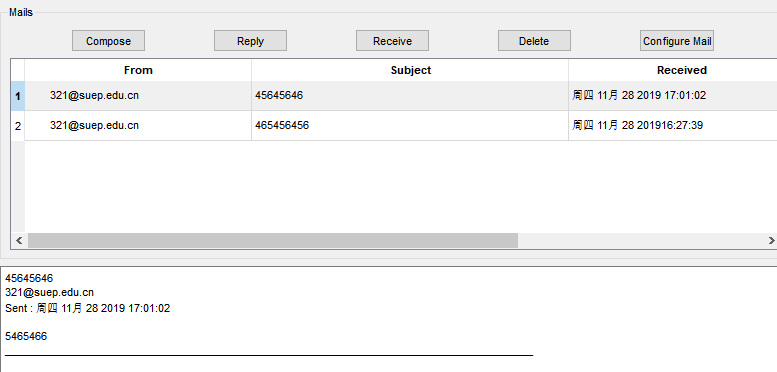 Mails
Compose Reply Receive Delete Configure Mail
From Subject Received
1 321@suep.edu.cn 45645646 周四 11月 28 2019 17:01:02
2 321@suep.edu.cn 465456456 周四 11月 28 201916:27:39
45645646
321@suep.edu.cn
Sent : 周四 11月 28 2019 17:01:02
5465466